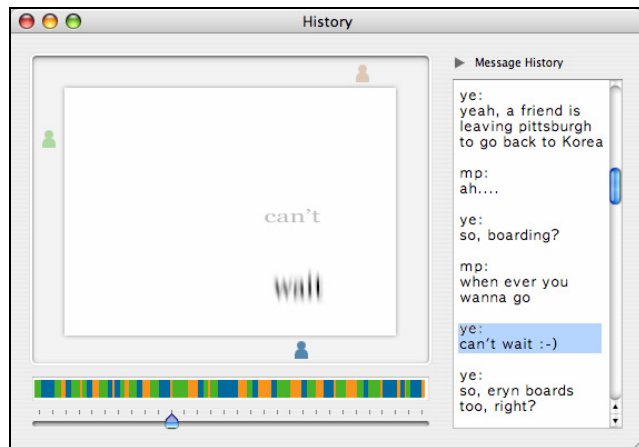 History
can't
wait
Message History
ye:
yeah, a friend is
leaving pittsburgh
to go back to Korea
mp:
ah....
ye:
so, boarding?
mp:
when ever you
wanna go
ye:
can't wait :-)
ye:
so, eryn boards
too, right?